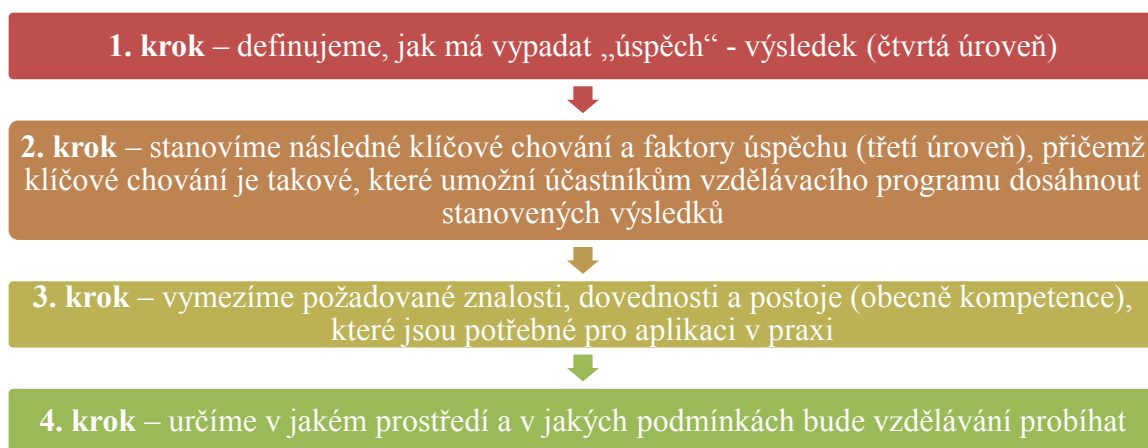 1. krok – definujeme, jak má vypadat „úspěch“ - výsledek (čtvrtá úroveň)
2. krok – stanovíme následné klíčové chování a faktory úspěchu (třetí úroveň), přičemž
klíčové chování je takové, které umožní účastníkům vzdělávacího programu dosáhnout
stanovených výsledků
3. krok – vymezíme požadované znalosti, dovednosti a postoje (obecně kompetence),
které jsou potřebné pro aplikaci v praxi
4. krok – určíme v jakém prostředí a v jakých podmínkách bude vzdělávání probíhat